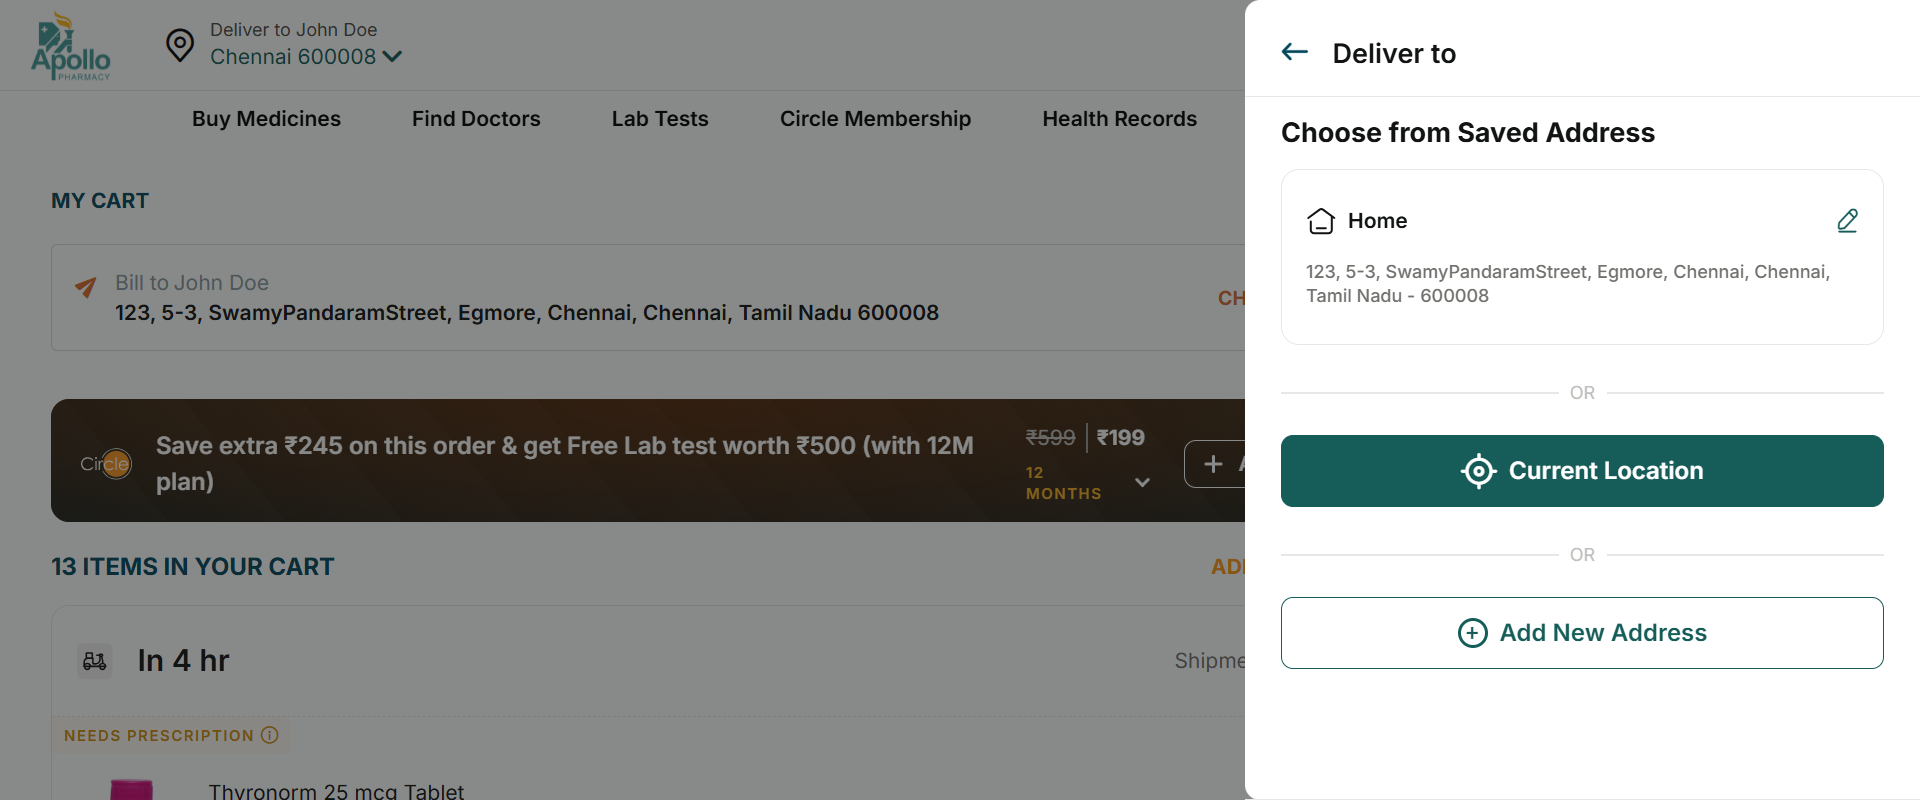 Apollo
PHARMACY
Deliver to John Doe
Chennai 600008
Buy Medicines
Find Doctors
Lab Tests
Circle Membership
Health Records
MY CART
Bill to John Doe
123, 5-3, SwamyPandaramStreet, Egmore, Chennai, Chennai, Tamil Nadu 600008
Circle
Save extra ₹245 on this order & get Free Lab test worth ₹500 (with 12M
plan)
₹599
₹199
12
MONTHS
13 ITEMS IN YOUR CART
In 4 hr
NEEDS PRESCRIPTION
Thyronorm 25 mcg Tablet
Deliver to
Choose from Saved Address
Home
123, 5-3, SwamyPandaramStreet, Egmore, Chennai, Chennai,
Tamil Nadu - 600008
OR
Current Location
OR
Add New Address